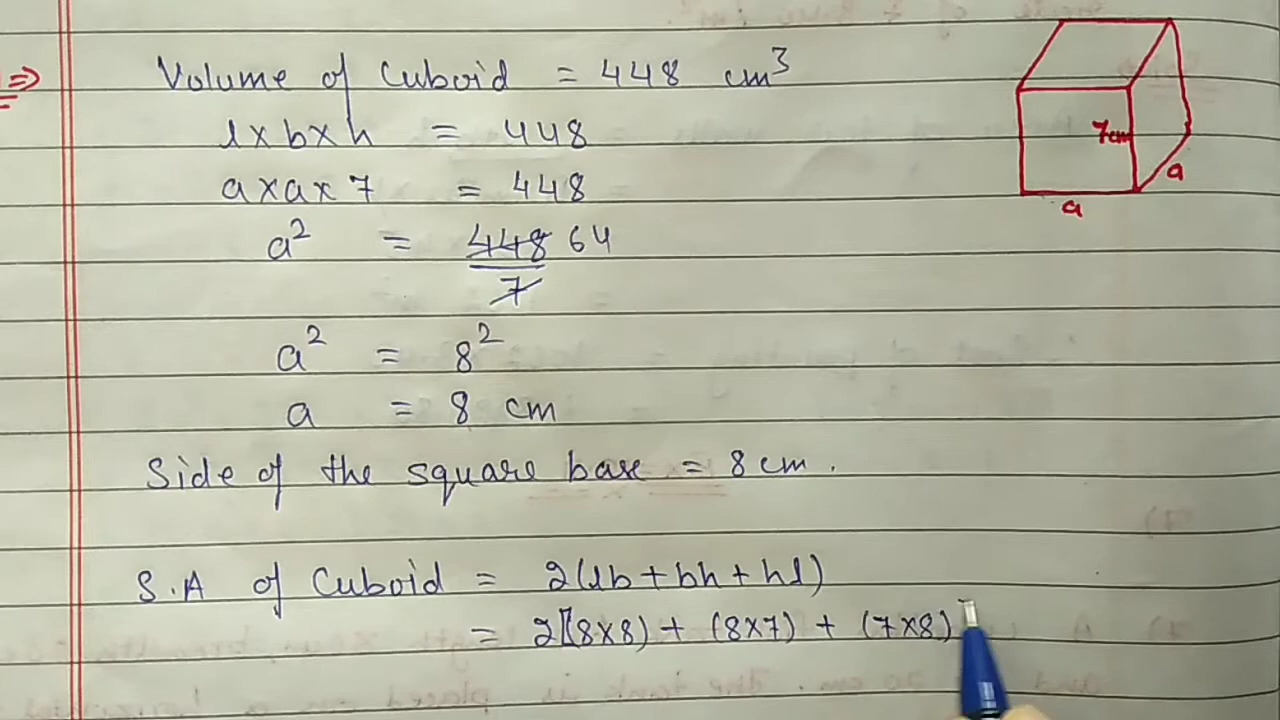 ⇒ Volume of Cuboid = 448 cm³
l×b×h = 448
a×a×7 = 448
a² = 448/7 64
a² = 8²
a = 8 cm
Side of the square base = 8 cm.
S.A of Cuboid = 2(lb+bh+hl)
= 2[(8×8) + (8×7) + (7×8)
7cm
a
a